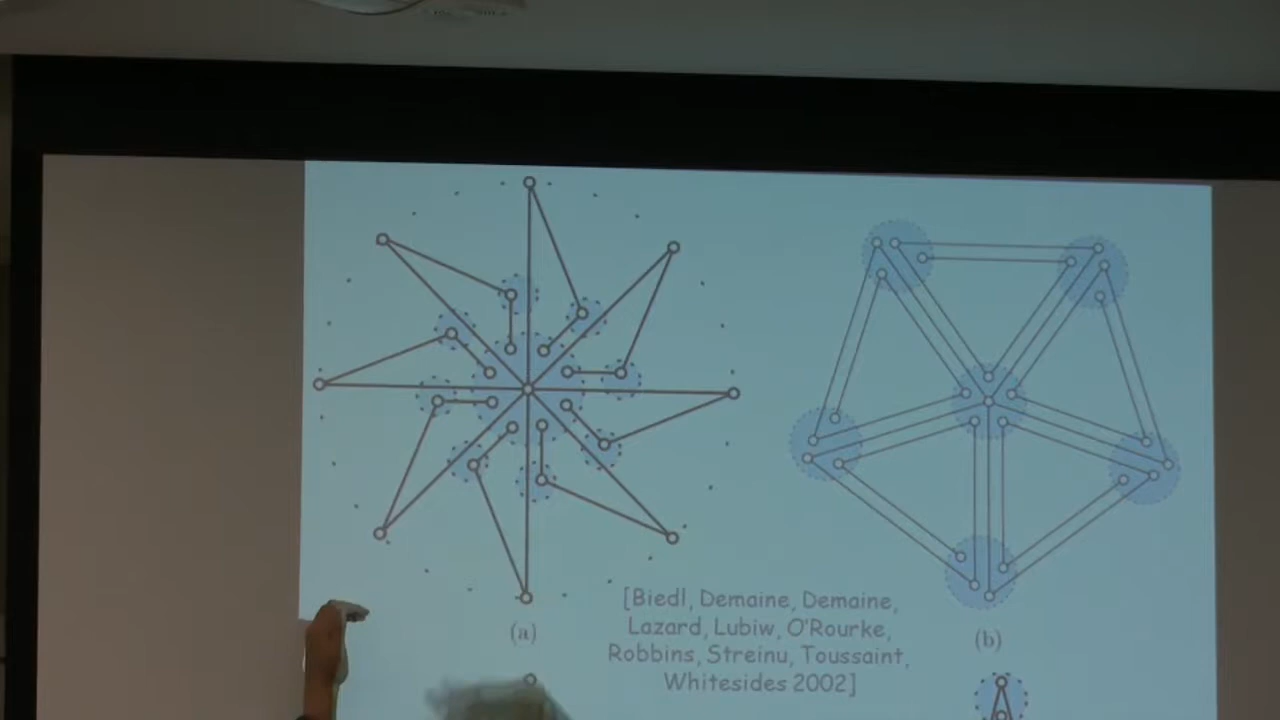 [Biedl, Demaine, Demaine,
Lazard, Lubiw, O'Rourke,
Robbins, Streinu, Toussaint,
Whitesides 2002]
(a)
(b)